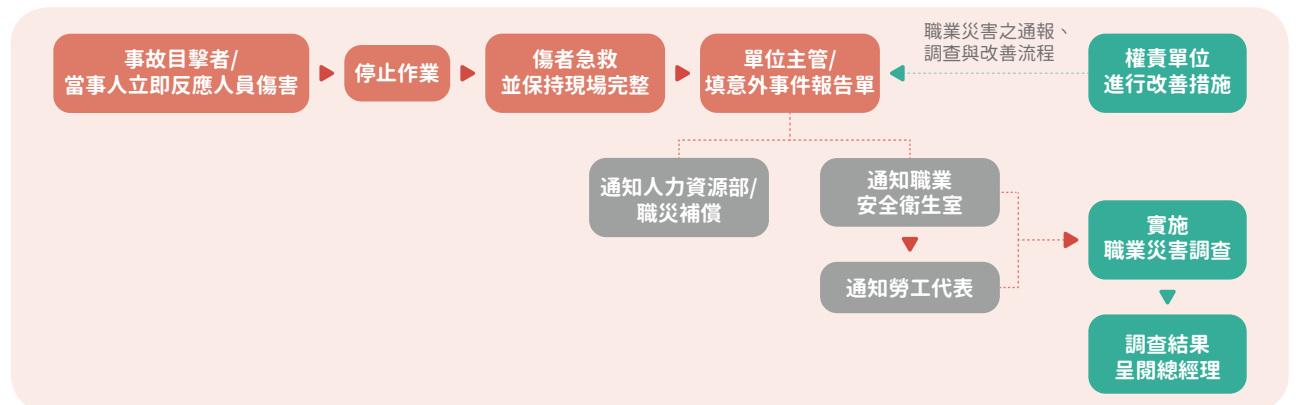 事故目擊者/
當事人立即反應人員傷害
停止作業
傷者急救
並保持現場完整
單位主管/
填意外事件報告單
職業災害之通報、
調查與改善流程
權責單位
進行改善措施
通知人力資源部/
職災補償
通知職業
安全衛生室
通知勞工代表
實施
職業災害調查
調查結果
呈閱總經理